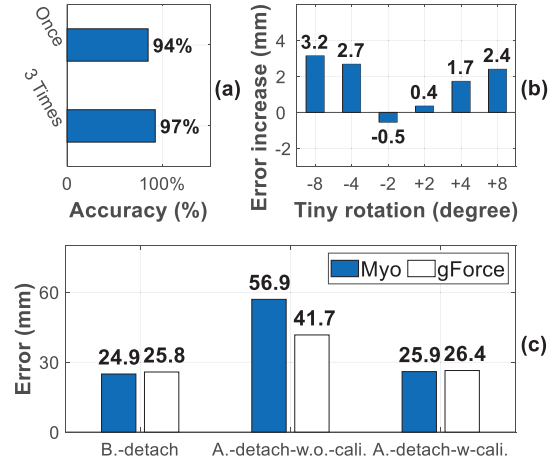 Once
94%
3 Times
97%
0
100%
Accuracy (%)
(a)
Error increase (mm)
4
2
0
-2
3.2
2.7
-0.5
0.4
1.7
2.4
-8
-4
-2
+2
+4
+8
Tiny rotation (degree)
(b)
Error (mm)
60
30
0
Myo
gForce
24.9
25.8
56.9
41.7
25.9
26.4
B.-detach
A.-detach-w.o.-cali.
A.-detach-w-cali.
(c)